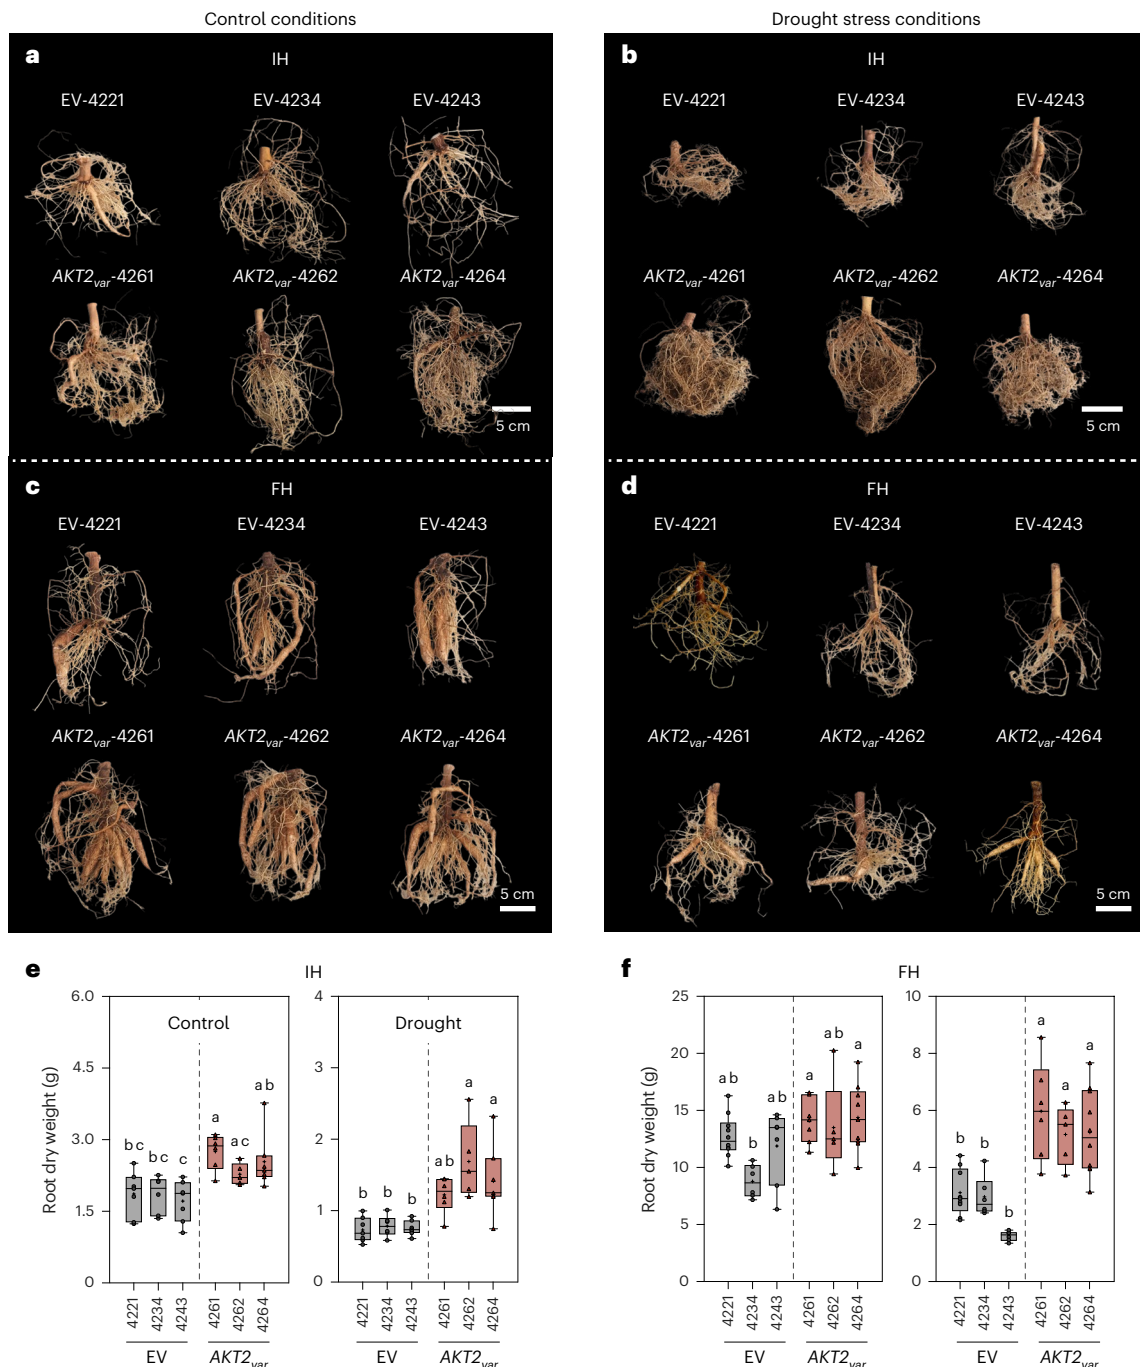 Control conditions
Drought stress conditions
a
IH
EV-4221
EV-4234
EV-4243
AKT2var-4261
AKT2var-4262
AKT2var-4264
5 cm
b
IH
EV-4221
EV-4234
EV-4243
AKT2var-4261
AKT2var-4262
AKT2var-4264
5 cm
c
FH
EV-4221
EV-4234
EV-4243
AKT2var-4261
AKT2var-4262
AKT2var-4264
5 cm
d
FH
EV-4221
EV-4234
EV-4243
AKT2var-4261
AKT2var-4262
AKT2var-4264
5 cm
e
IH
Root dry weight (g)
6.0
4.5
3.0
1.5
0
Control
b c
b c
c
a
a c
a b
4221
4234
4243
4261
4262
4264
EV
AKT2var
4
3
2
1
0
Drought
b
b
b
a b
a
a
4221
4234
4243
4261
4262
4264
EV
AKT2var
f
FH
Root dry weight (g)
25
20
15
10
5
0
a b
b
a b
a
a b
a
4221
4234
4243
4261
4262
4264
EV
AKT2var
10
8
6
4
2
0
b
b
b
a
a
a
4221
4234
4243
4261
4262
4264
EV
AKT2var